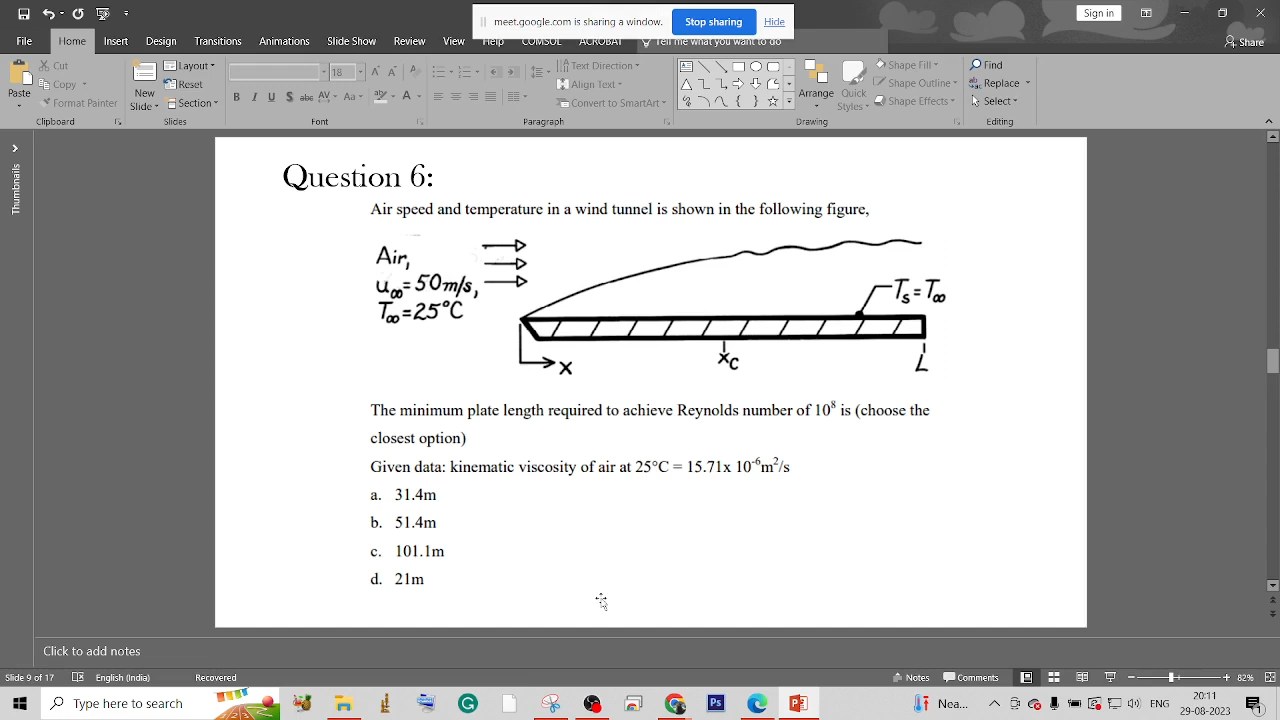 meet.google.com is sharing a window. Stop sharing Hide
Sign in
Home Insert Design Transitions Animations Slide Show Review View Help COMSOL ACROBAT Tell me what you want to do
Share
Paste
Cut
Copy
Format Painter
Clipboard
New Slide
Layout
Reset
Section
Slides
18
Font
Text Direction
Align Text
Convert to SmartArt
Paragraph
Arrange
Quick Styles
Shape Fill
Shape Outline
Shape Effects
Drawing
Find
Replace
Select
Editing
Thumbnails
Question 6:
Air speed and temperature in a wind tunnel is shown in the following figure,
Air,
u∞=50m/s,
T∞=25°C
Ts=T∞
x
xc
L
The minimum plate length required to achieve Reynolds number of 10⁸ is (choose the
closest option)
Given data: kinematic viscosity of air at 25°C = 15.71x 10⁻⁶m²/s
a. 31.4m
b. 51.4m
c. 101.1m
d. 21m
Click to add notes
Slide 9 of 17 English (India) Recovered Notes Comments 62%
Type here to search
Na... ENG 20:11
29-08-2023